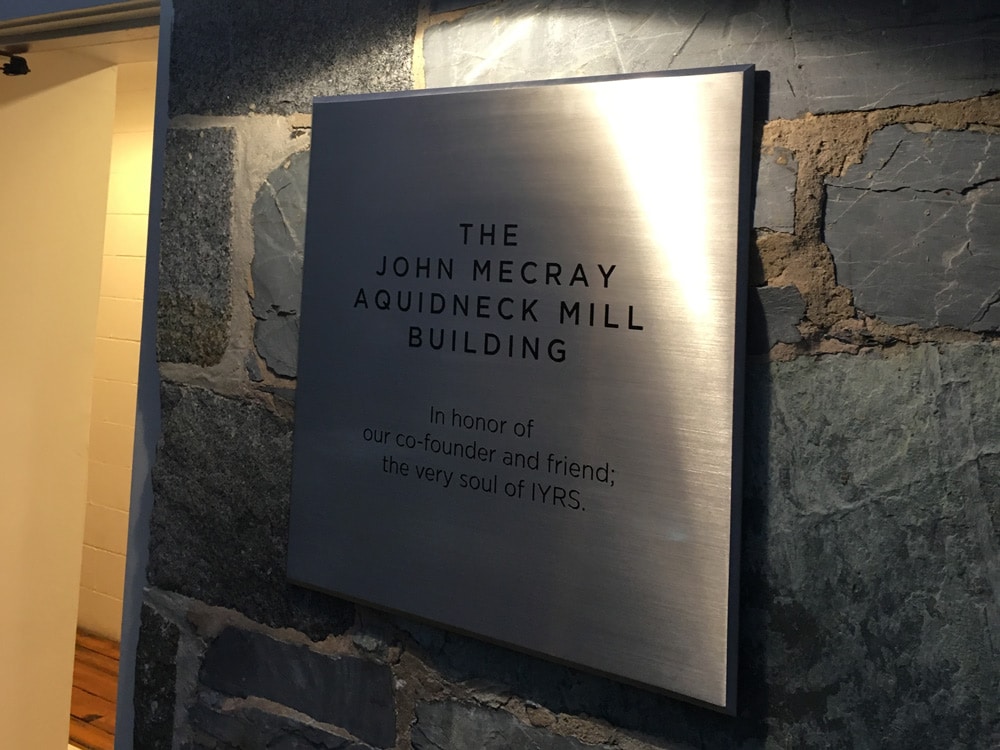 THE
JOHN MECRAY
AQUIDNECK MILL
BUILDING
In honor of
our co-founder and friend;
the very soul of IYRS.